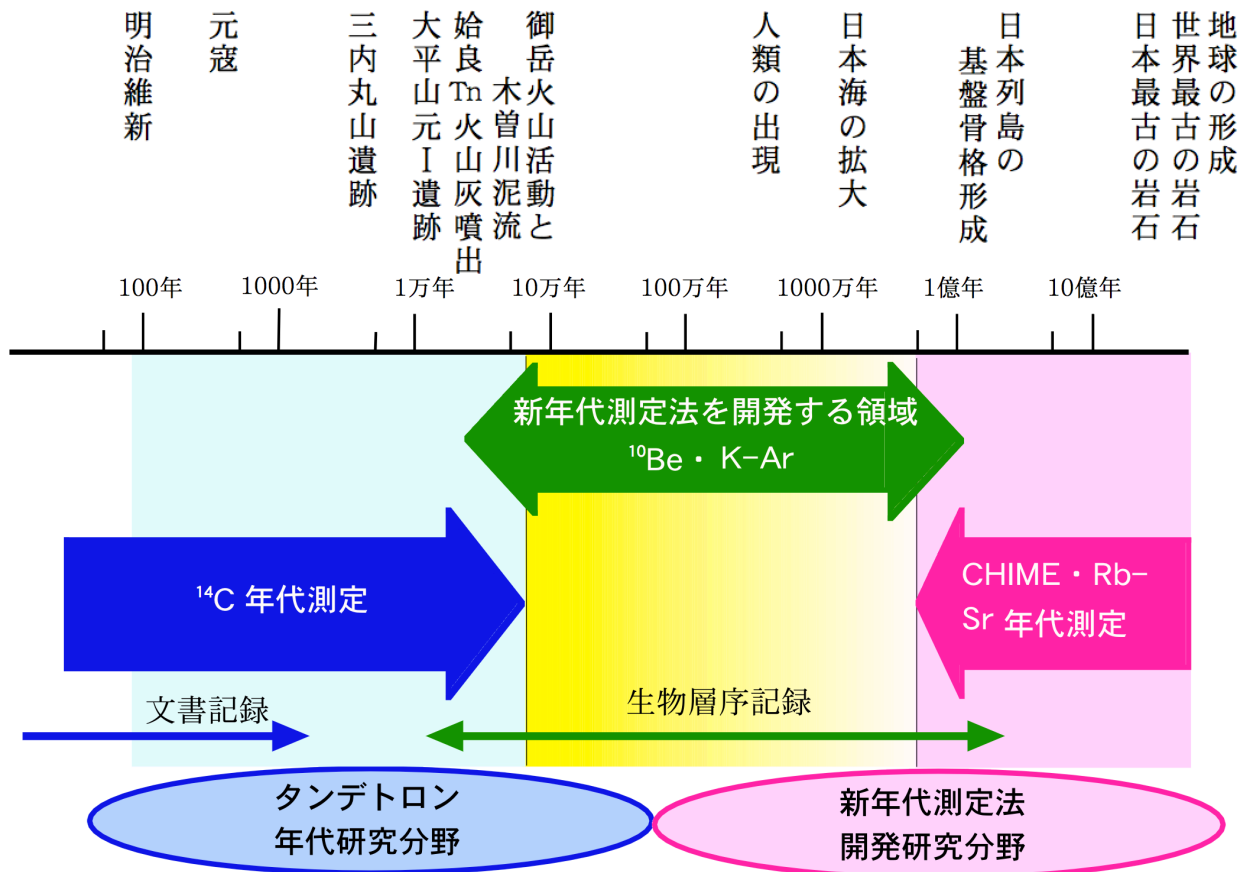 明治維新
元寇
三内丸山遺跡
大平山元Ⅰ遺跡
姶良Tn火山灰噴出
御岳火山活動と
木曽川泥流
人類の出現
日本海の拡大
日本列島の
基盤骨格形成
日本最古の岩石
世界最古の岩石
地球の形成
100年
1000年
1万年
10万年
100万年
1000万年
1億年
10億年
新年代測定法を開発する領域
¹⁰Be・K-Ar
¹⁴C 年代測定
CHIME・Rb-
Sr 年代測定
文書記録
生物層序記録
タンデトロン
年代研究分野
新年代測定法
開発研究分野